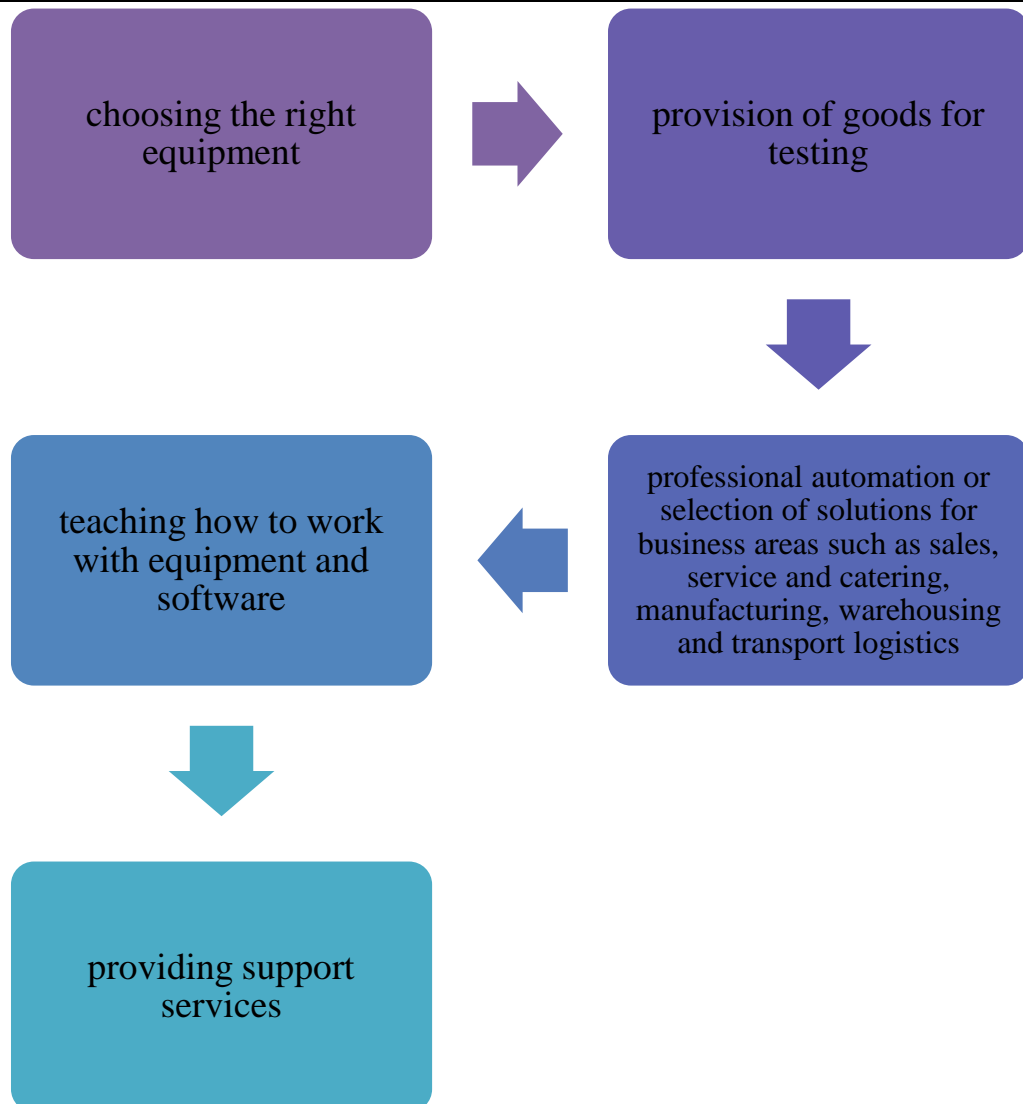 choosing the right
equipment
provision of goods for
testing
professional automation or
selection of solutions for
business areas such as sales,
service and catering,
manufacturing, warehousing
and transport logistics
teaching how to work
with equipment and
software
providing support
services